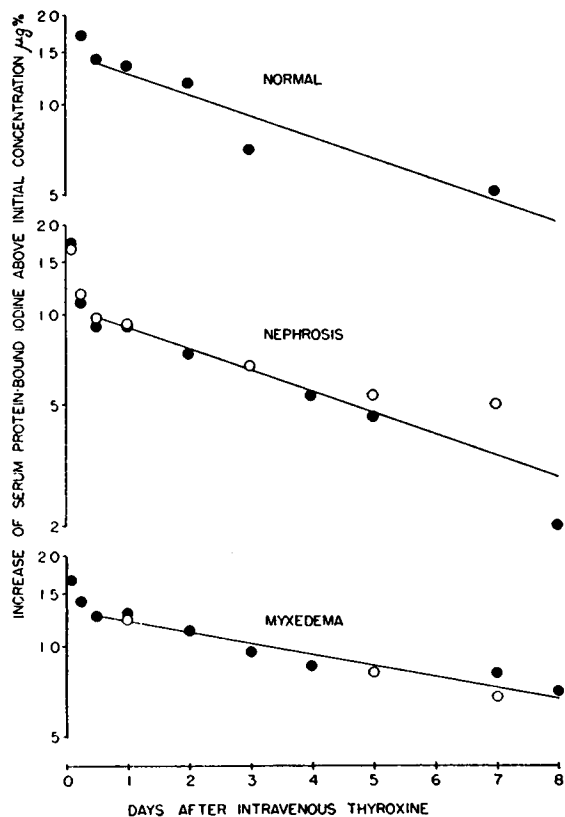 INCREASE OF SERUM PROTEIN-BOUND IODINE ABOVE INITIAL CONCENTRATION µg%
20
15
10
5
NORMAL
20
15
10
5
2
NEPHROSIS
20
15
10
5
MYXEDEMA
0 1 2 3 4 5 6 7 8
DAYS AFTER INTRAVENOUS THYROXINE